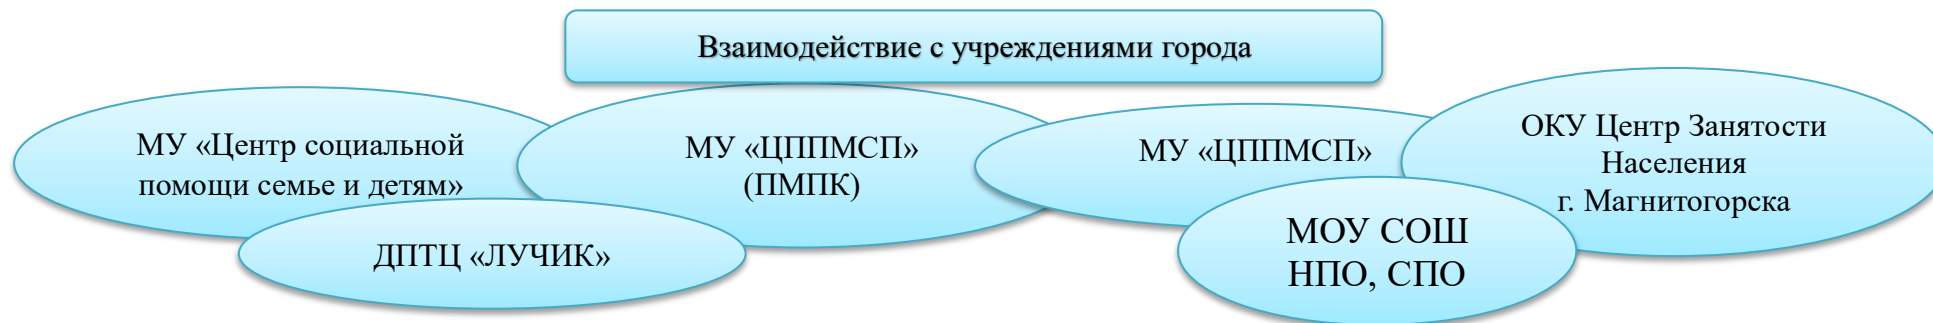 Взаимодействие с учреждениями города
МУ «Центр социальной
помощи семье и детям»
МУ «ЦППМСП»
(ПМПК)
МУ «ЦППМСП»
ОКУ Центр Занятости
Населения
г. Магнитогорска
ДПТЦ «ЛУЧИК»
МОУ СОШ
НПО, СПО